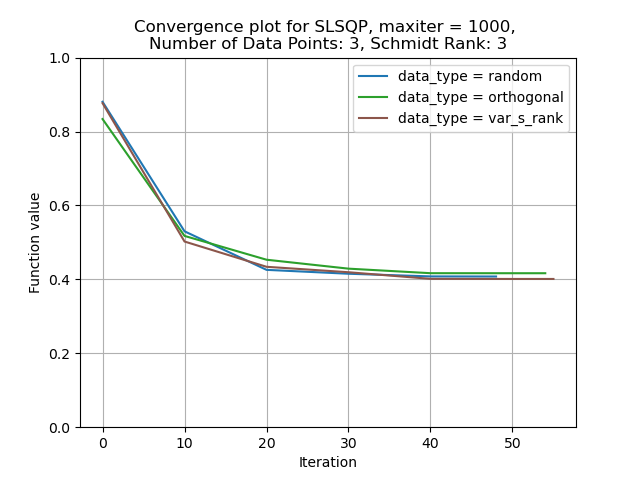 Convergence plot for SLSQP, maxiter = 1000,
Number of Data Points: 3, Schmidt Rank: 3
data_type = random
data_type = orthogonal
data_type = var_s_rank
Function value
1.0
0.8
0.6
0.4
0.2
0.0
0 10 20 30 40 50
Iteration